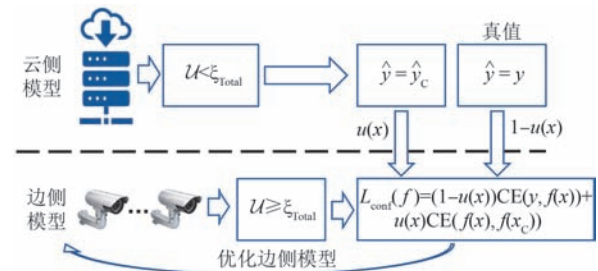 真值
云侧
模型
𝒰<ξ_Total
ŷ = ŷ_C
ŷ = y
u(x)
1−u(x)
边侧
模型
...
𝒰≥ξ_Total
L_conf(f)=(1−u(x))CE(y, f(x))+
u(x)CE(f(x), f(x_C))
优化边侧模型